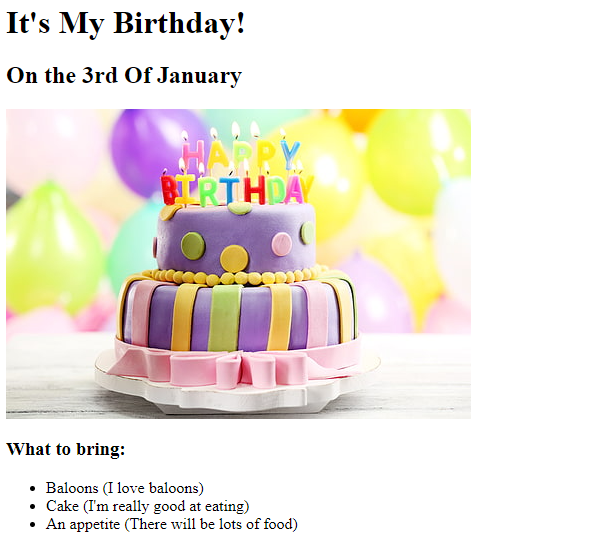 It's My Birthday!
On the 3rd Of January
HAPPY
BIRTHDAY
What to bring:
Baloons (I love baloons)
Cake (I'm really good at eating)
An appetite (There will be lots of food)